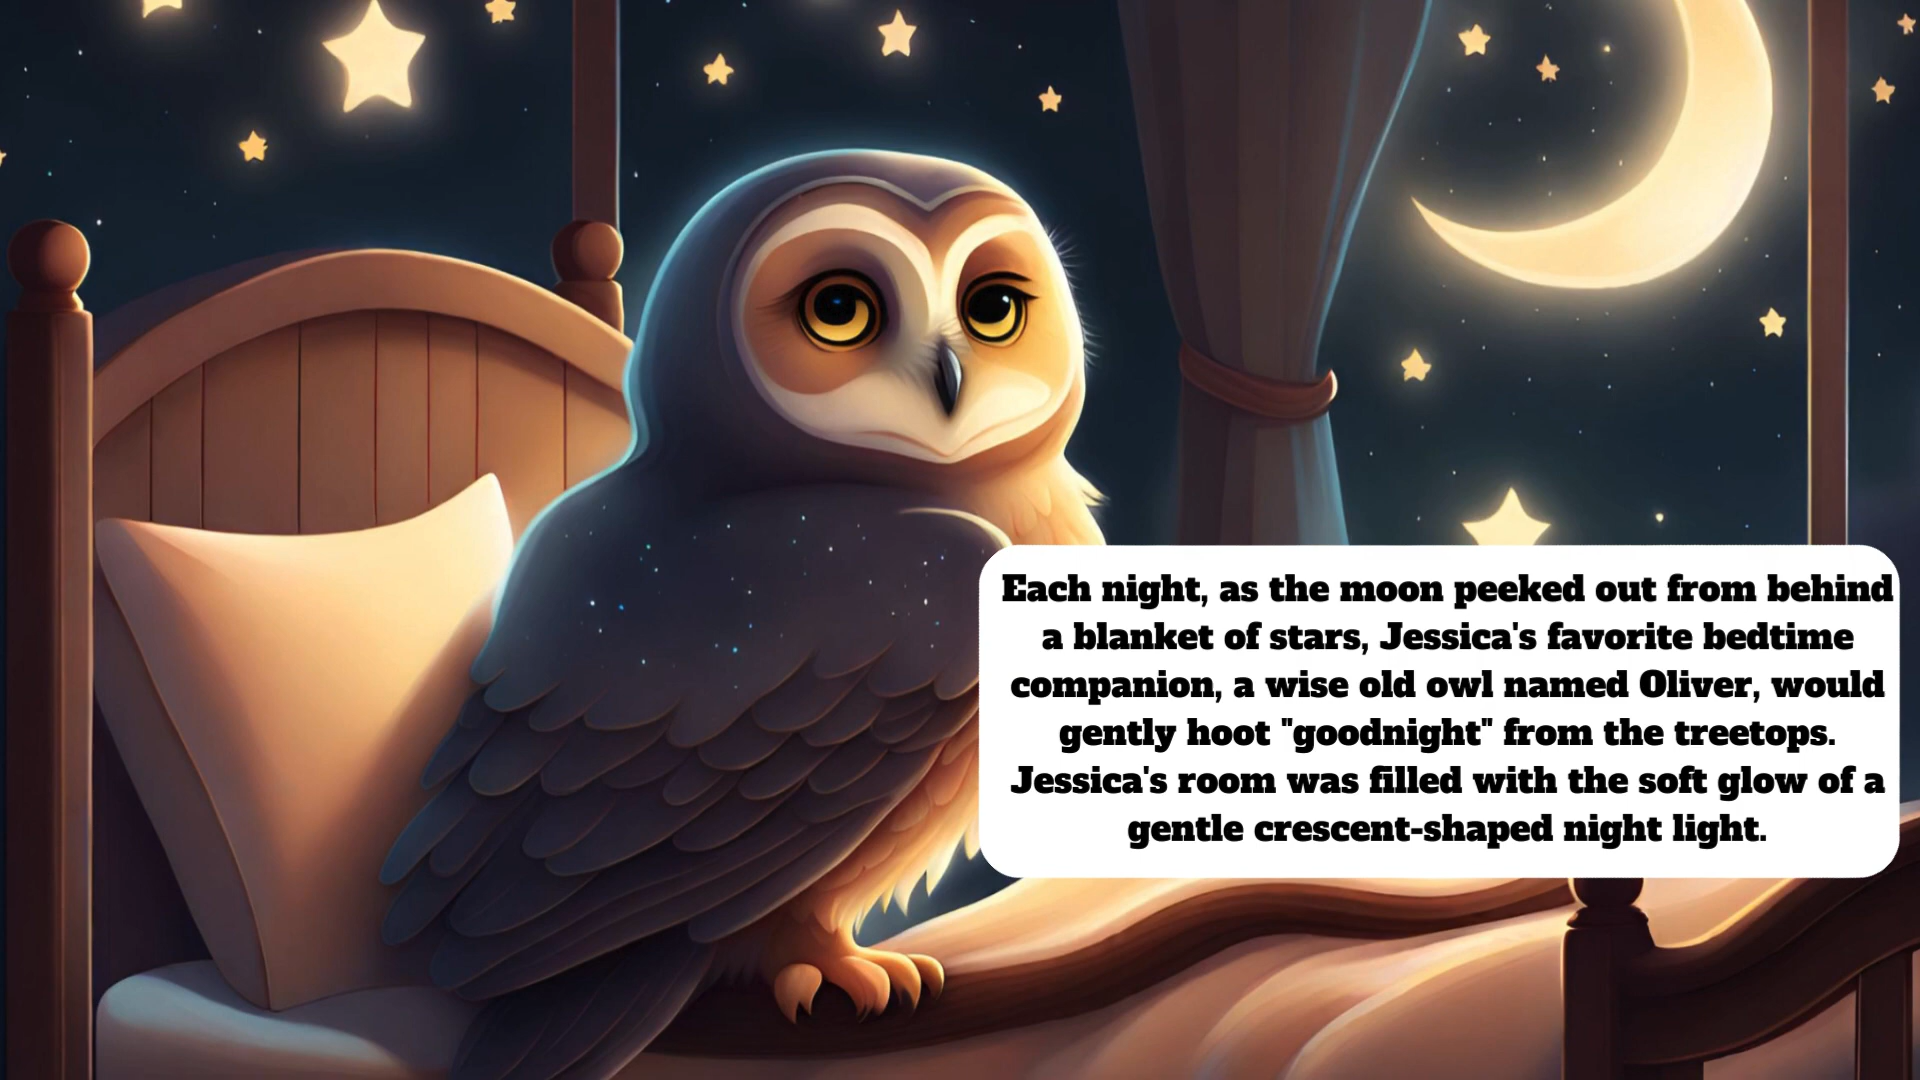 Each night, as the moon peeked out from behind
a blanket of stars, Jessica's favorite bedtime
companion, a wise old owl named Oliver, would
gently hoot "goodnight" from the treetops.
Jessica's room was filled with the soft glow of a
gentle crescent-shaped night light.